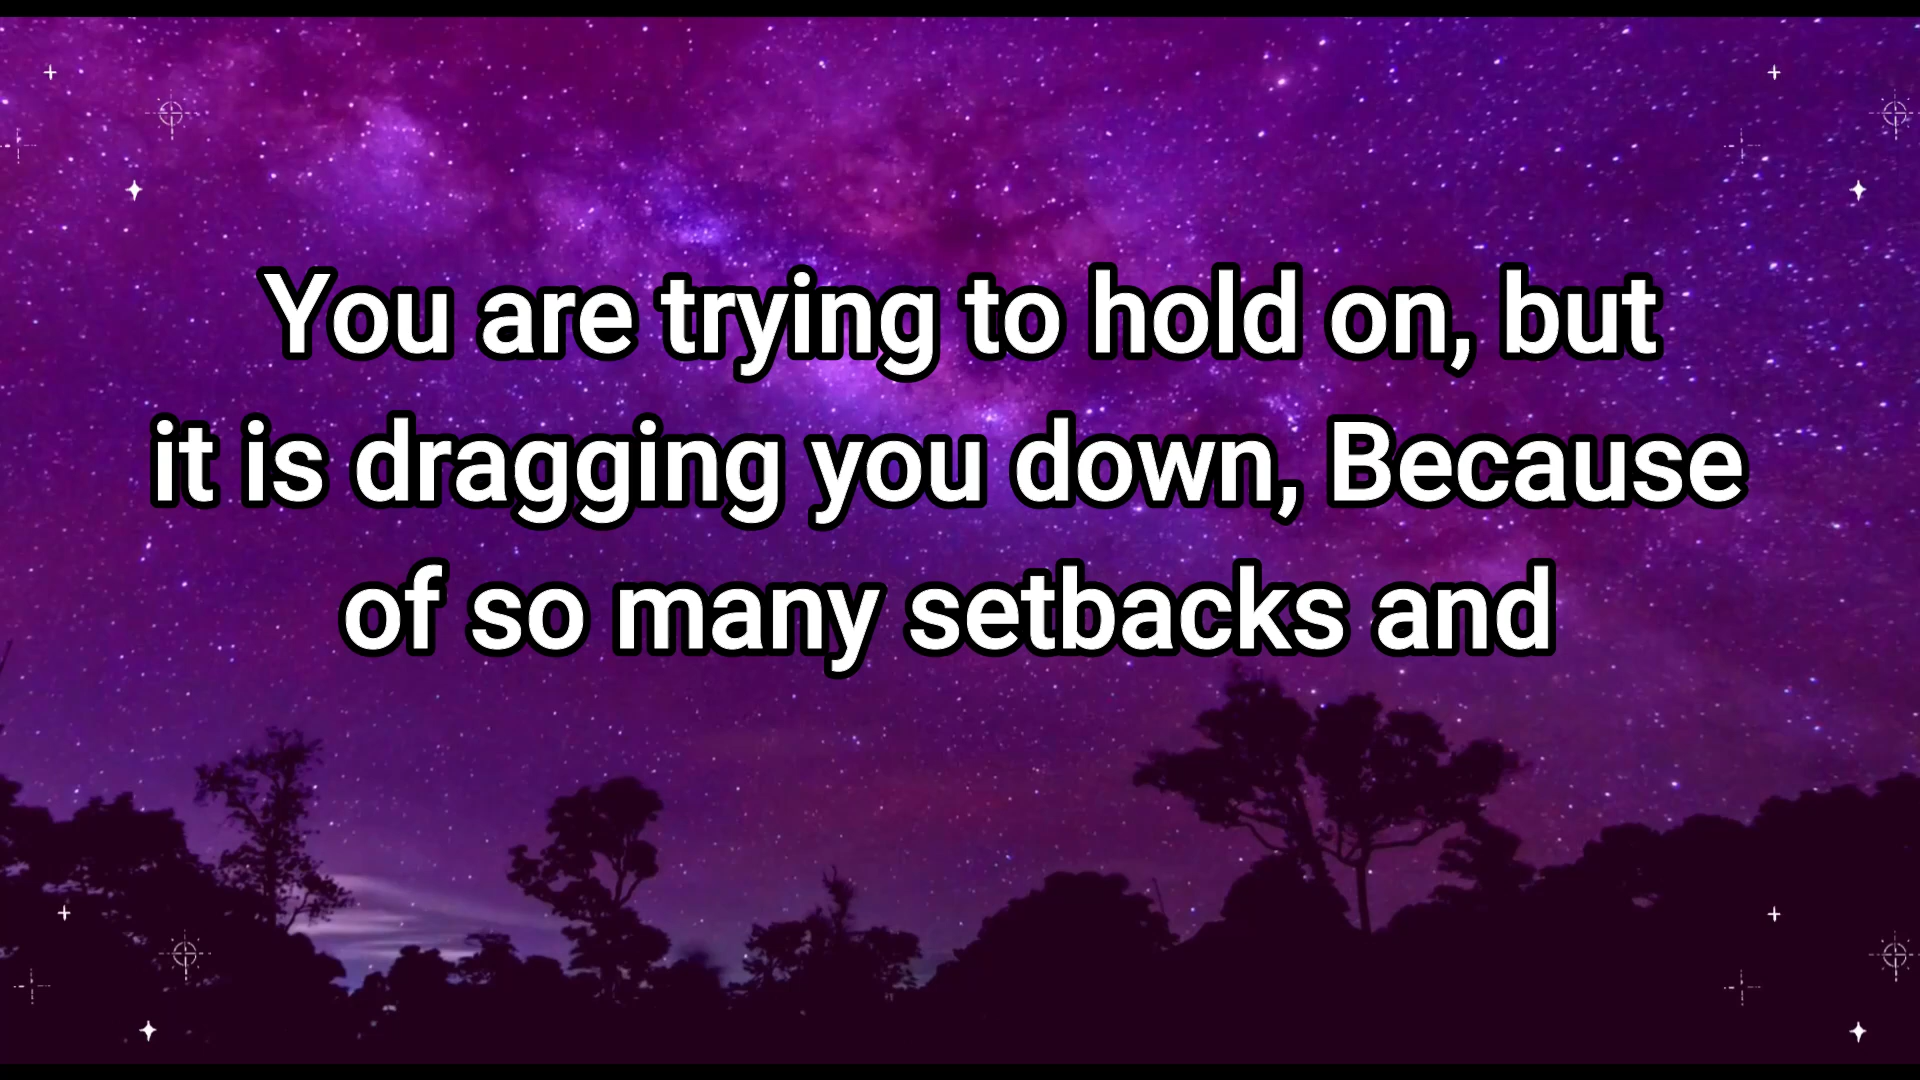 You are trying to hold on, but
it is dragging you down, Because
of so many setbacks and